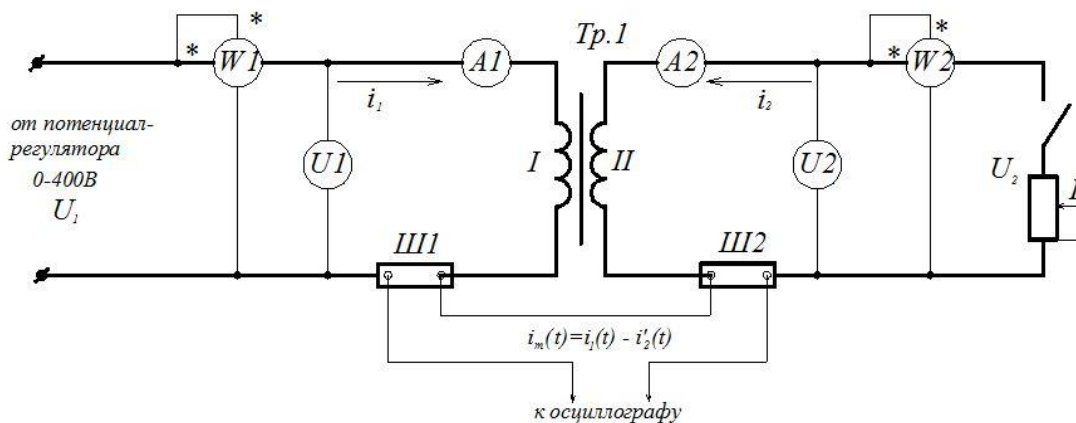 *
*
W1
A1
Тр.1
A2
*
*
W2
i₁
i₂
от потенциал-
регулятора
0-400В
U₁
U1
I
II
U2
U₂
Ш1
Ш2
iₘ(t)=i₁(t) - i'₂(t)
к осциллографу